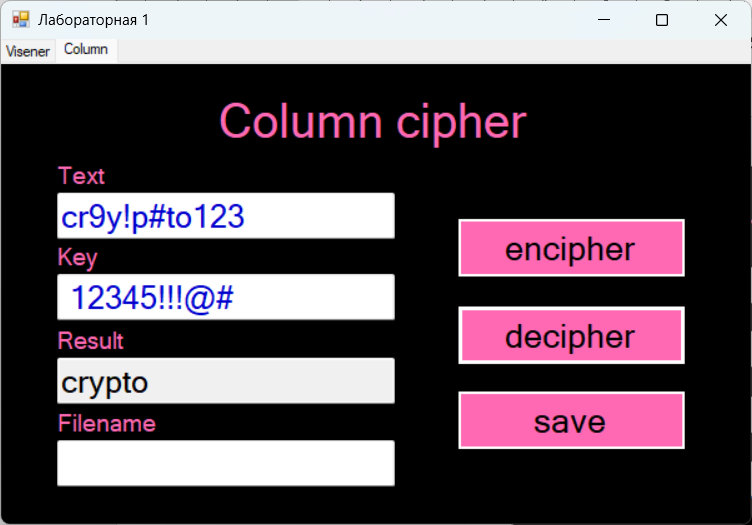 Лабораторная 1
Visener Column
Column cipher
Text
cr9y!p#to123
Key
12345!!!@#
Result
crypto
Filename
encipher
decipher
save